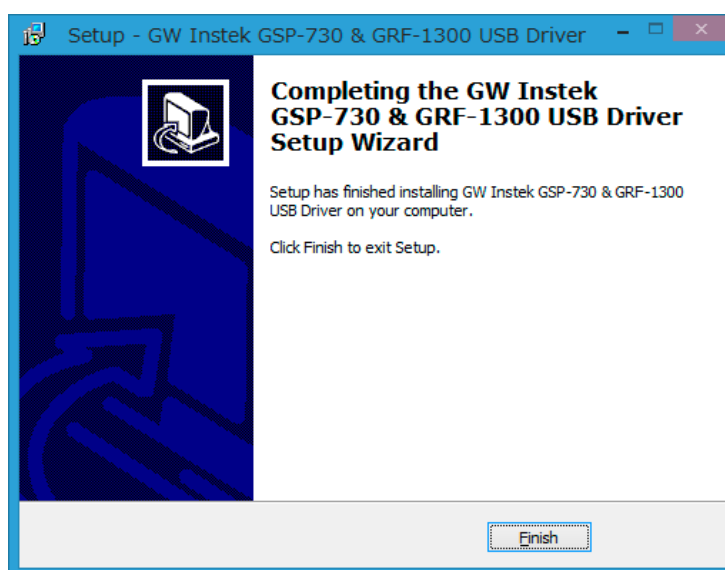 Setup - GW Instek GSP-730 & GRF-1300 USB Driver
Completing the GW Instek
GSP-730 & GRF-1300 USB Driver
Setup Wizard
Setup has finished installing GW Instek GSP-730 & GRF-1300
USB Driver on your computer.
Click Finish to exit Setup.
Finish